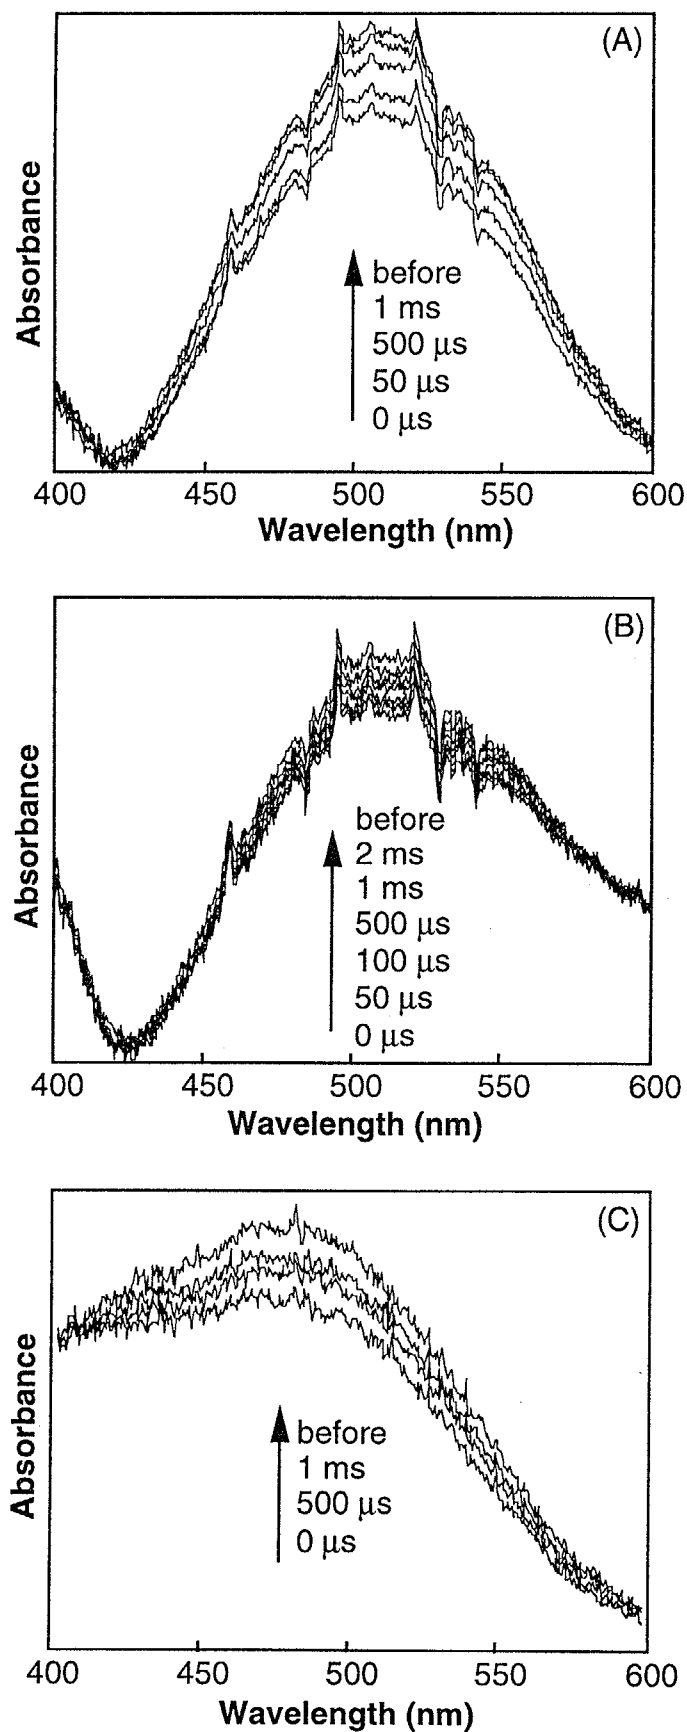 (A)
Absorbance
before
1 ms
500 μs
50 μs
0 μs
400 450 500 550 600
Wavelength (nm)
(B)
Absorbance
before
2 ms
1 ms
500 μs
100 μs
50 μs
0 μs
400 450 500 550 600
Wavelength (nm)
(C)
Absorbance
before
1 ms
500 μs
0 μs
400 450 500 550 600
Wavelength (nm)